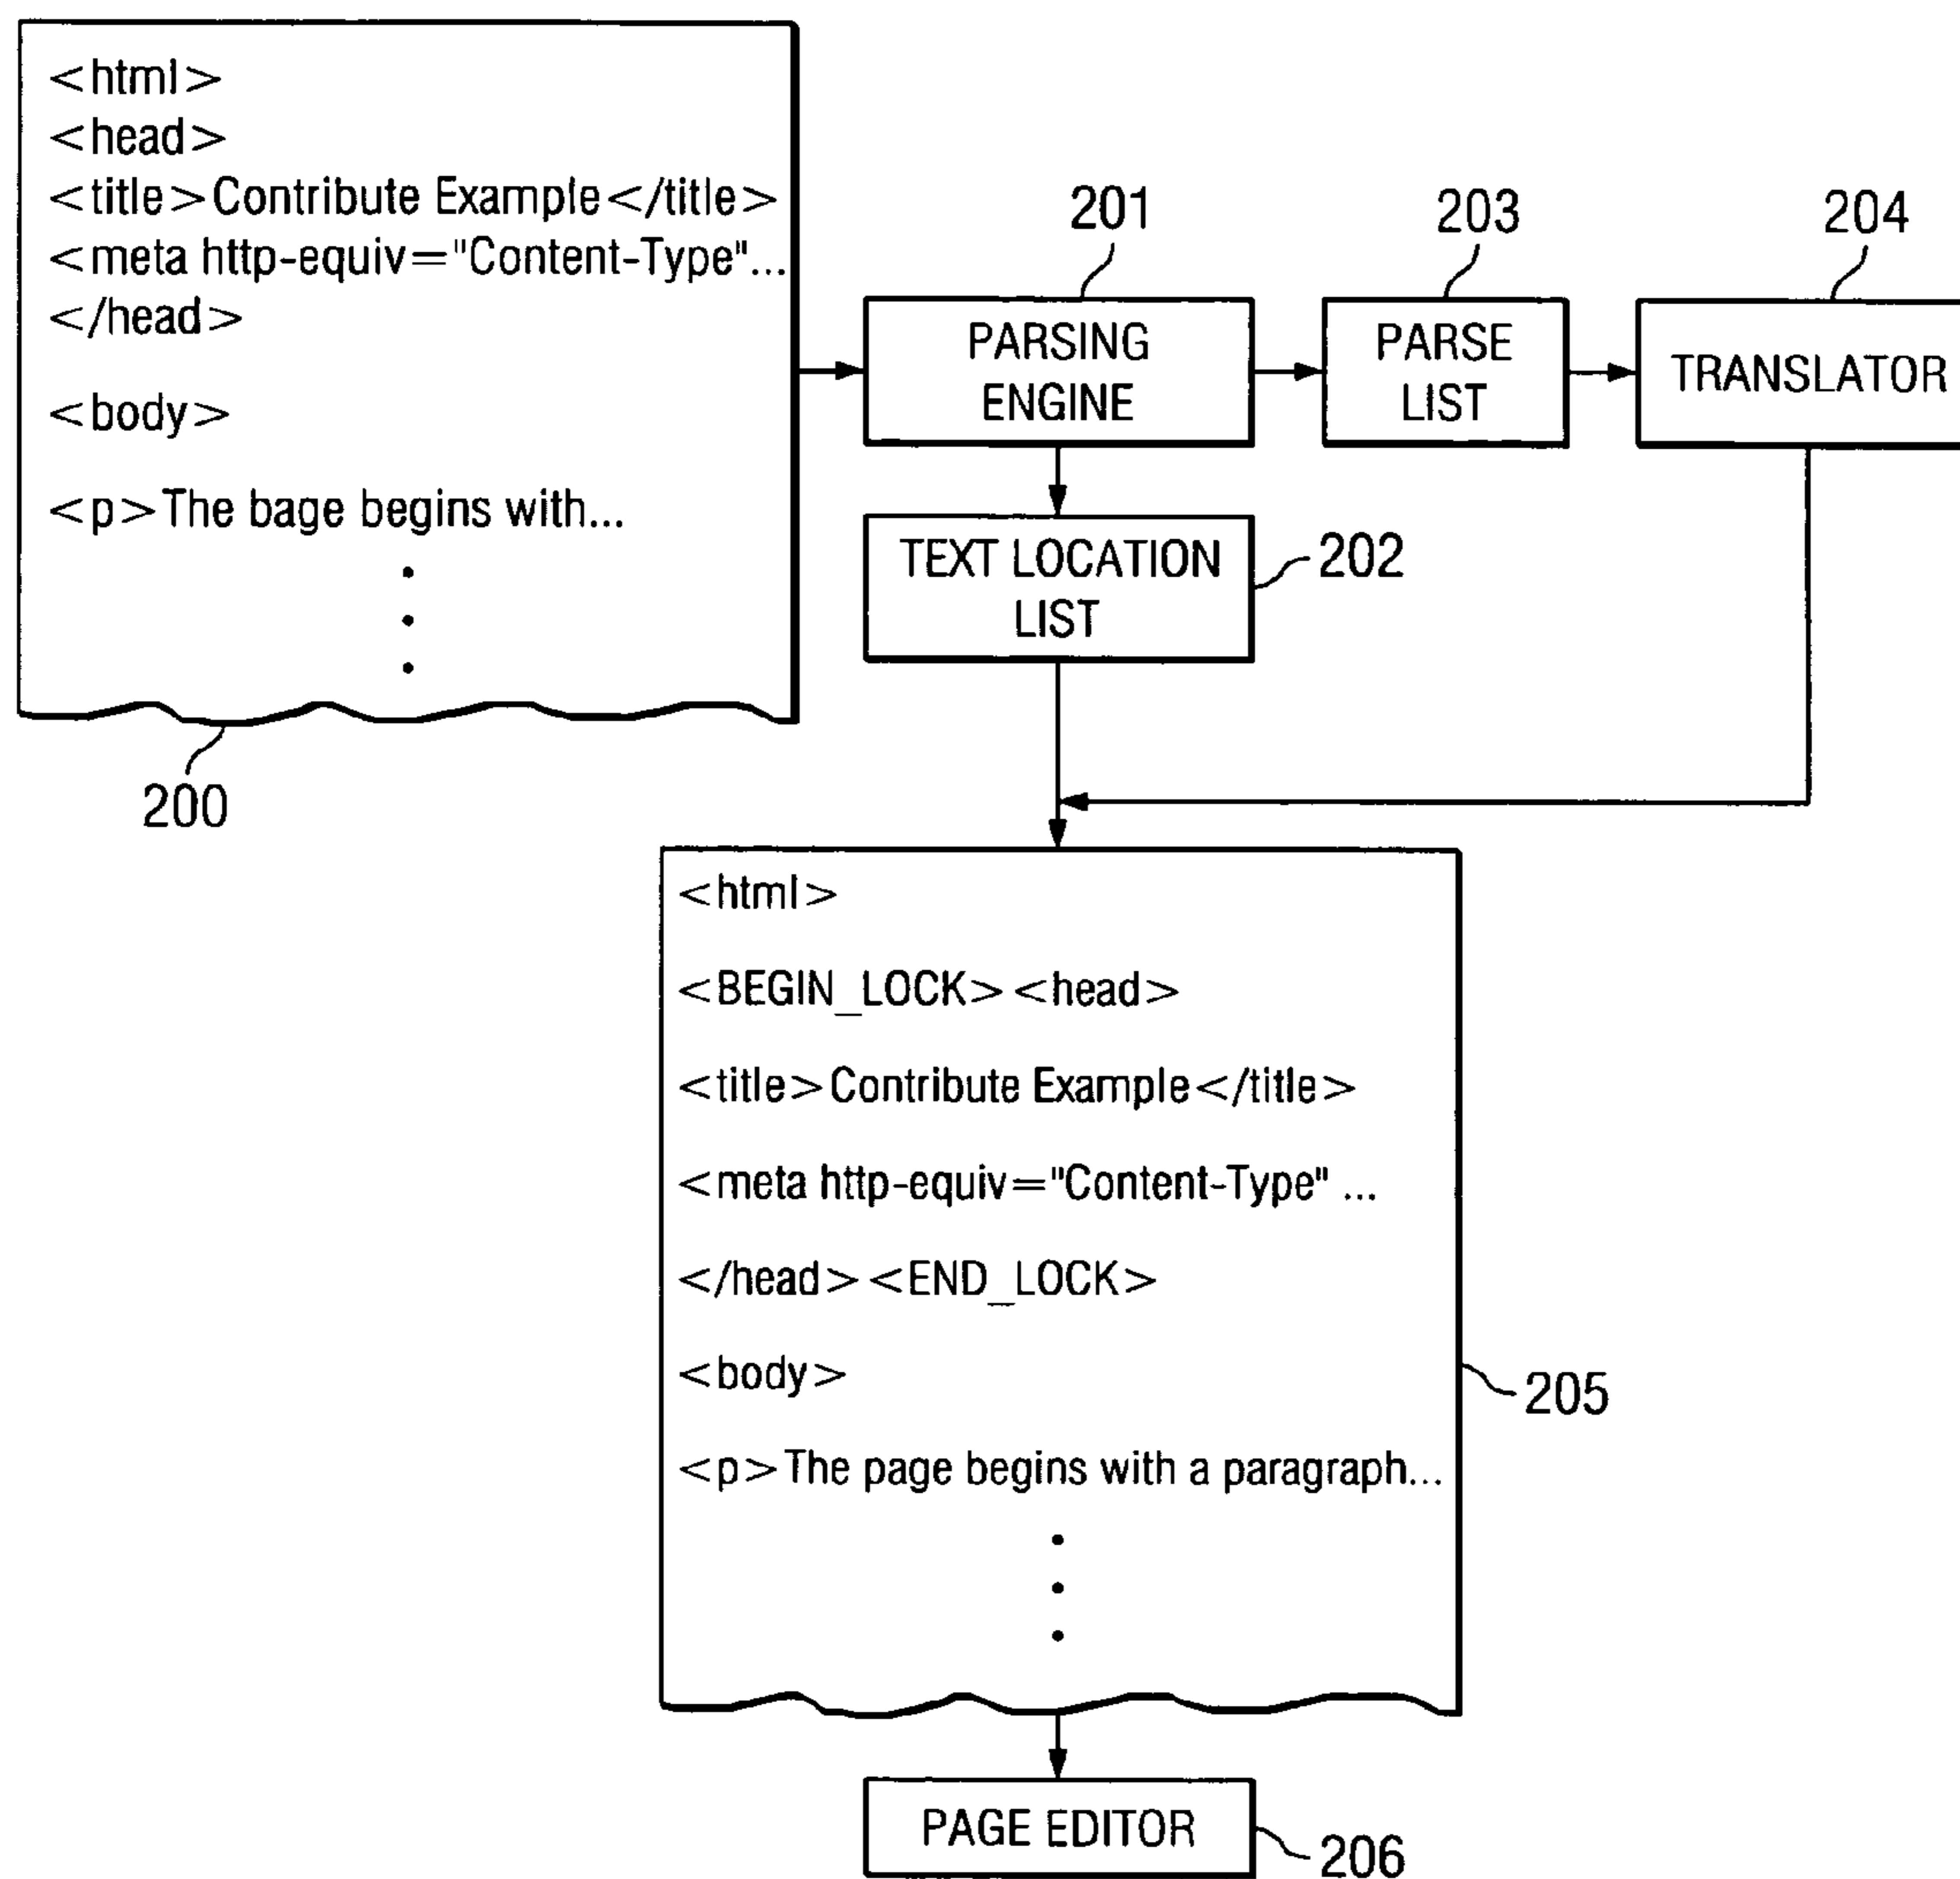 <html>
<head>
<title>Contribute Example</title>
<meta http-equiv="Content-Type"...
</head>
<body>
<p>The bage begins with...
200
201
PARSING
ENGINE
203
PARSE
LIST
204
TRANSLATOR
TEXT LOCATION
LIST
202
<html>
<BEGIN_LOCK><head>
<title>Contribute Example</title>
<meta http-equiv="Content-Type" ...
</head><END_LOCK>
<body>
<p>The page begins with a paragraph...
205
PAGE EDITOR
206